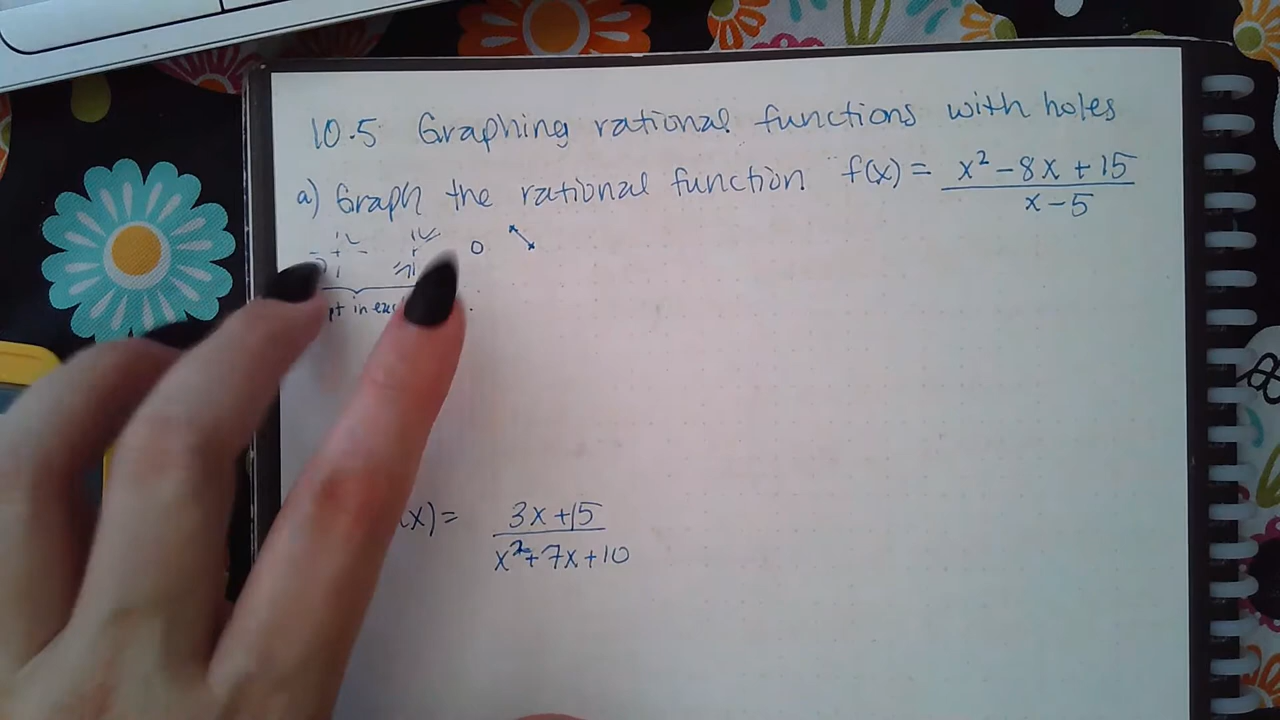 10.5 Graphing rational functions with holes
a) Graph the rational function f(x) = x² - 8x + 15 / x - 5
in
(x) = 3x + 15 / x² + 7x + 10